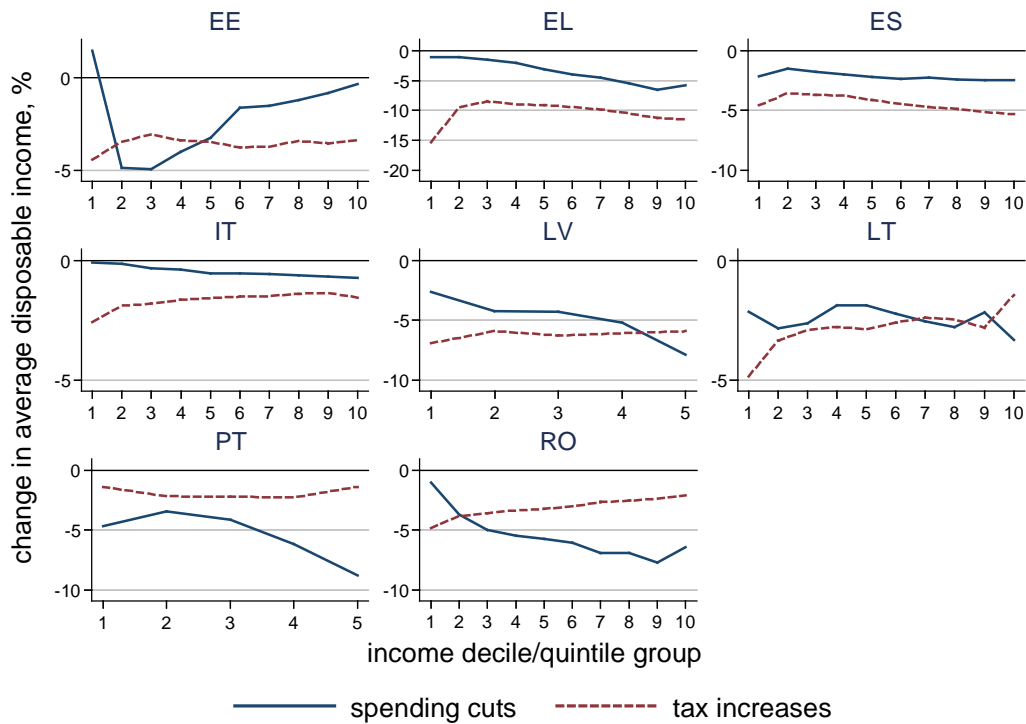 EE
EL
ES
0
-5
1 2 3 4 5 6 7 8 9 10
0
-5
-10
-15
-20
1 2 3 4 5 6 7 8 9 10
0
-5
-10
1 2 3 4 5 6 7 8 9 10
IT
LV
LT
0
-5
1 2 3 4 5 6 7 8 9 10
0
-5
-10
1 2 3 4 5
0
-5
1 2 3 4 5 6 7 8 9 10
PT
RO
0
-5
-10
1 2 3 4 5
0
-5
-10
1 2 3 4 5 6 7 8 9 10
change in average disposable income, %
income decile/quintile group
spending cuts
tax increases